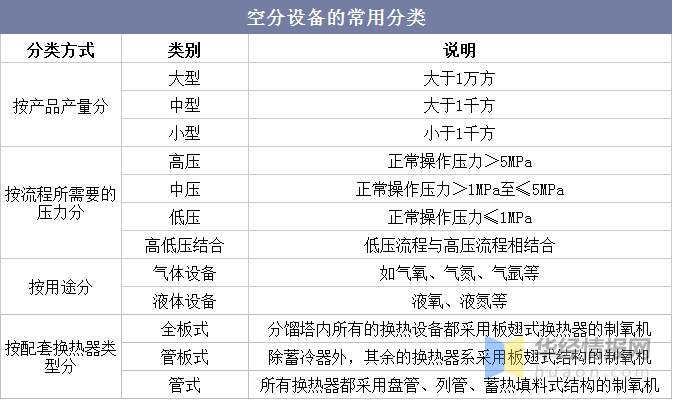 空分设备的常用分类
分类方式 类别 说明
按产品产量分
大型 大于1万方
中型 大于1千方
小型 小于1千方
按流程所需要的
压力分
高压 正常操作压力>5MPa
中压 正常操作压力>1MPa至≤5MPa
低压 正常操作压力≤1MPa
高低压结合 低压流程与高压流程相结合
按用途分
气体设备 如气氧、气氮、气氩等
液体设备 液氧、液氮等
按配套换热器类
型分
全板式 分馏塔内所有的换热设备都采用板翅式换热器的制氧机
管板式 除蓄冷器外，其余的换热器系采用板翅式结构的制氧机
管式 所有换热器都采用盘管、列管、蓄热填料式结构的制氧机
华经情报网
huaon.com